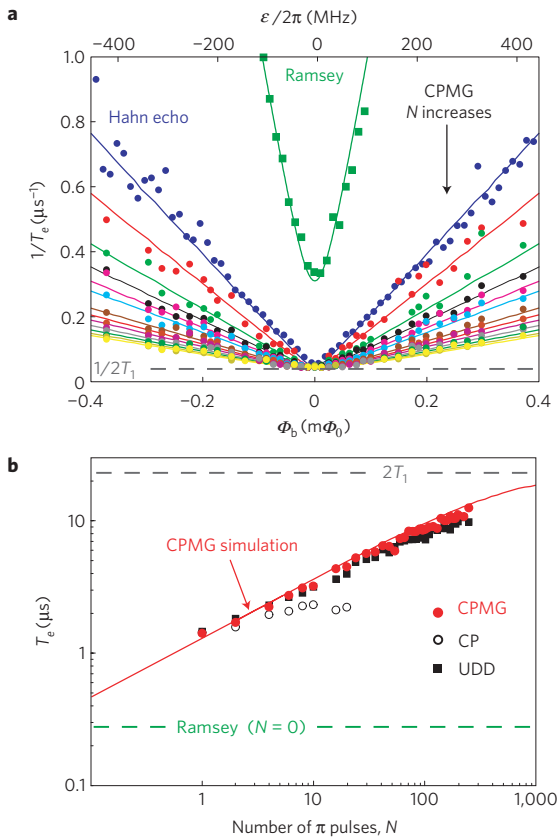 a
ε/2π (MHz)
−400 −200 0 200 400
1.0
0.8
0.6
0.4
0.2
0
1/Te (μs−1)
Ramsey
Hahn echo
CPMG
N increases
1/2T1
−0.4 −0.2 0 0.2 0.4
Φb (mΦ0)
b
2T1
10
1
0.1
Te (μs)
CPMG simulation
CPMG
CP
UDD
Ramsey (N = 0)
1 10 100 1,000
Number of π pulses, N